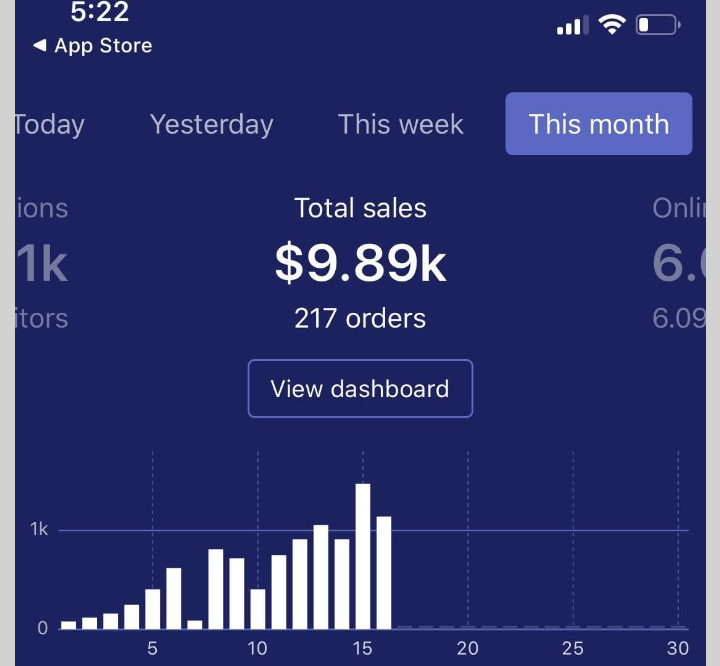 5:22
◀ App Store
Today Yesterday This week This month
ions Total sales Onli
1k $9.89k 6.
itors 217 orders 6.09
View dashboard
1k
0
5 10 15 20 25 30